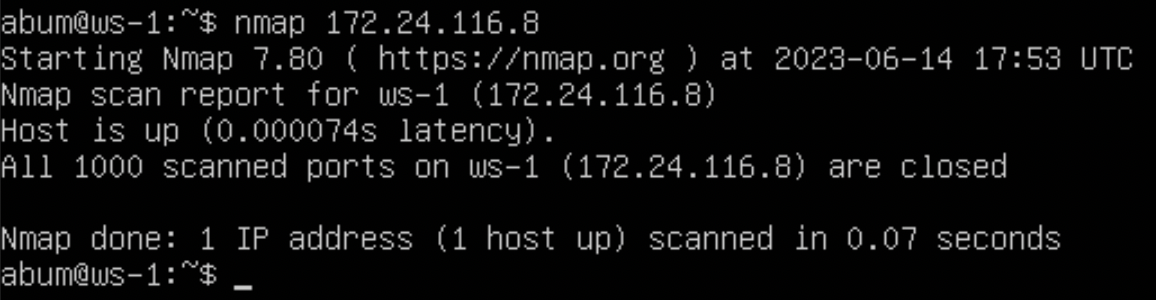 abum@ws-1:~$ nmap 172.24.116.8
Starting Nmap 7.80 ( https://nmap.org ) at 2023-06-14 17:53 UTC
Nmap scan report for ws-1 (172.24.116.8)
Host is up (0.000074s latency).
All 1000 scanned ports on ws-1 (172.24.116.8) are closed
Nmap done: 1 IP address (1 host up) scanned in 0.07 seconds
abum@ws-1:~$ _